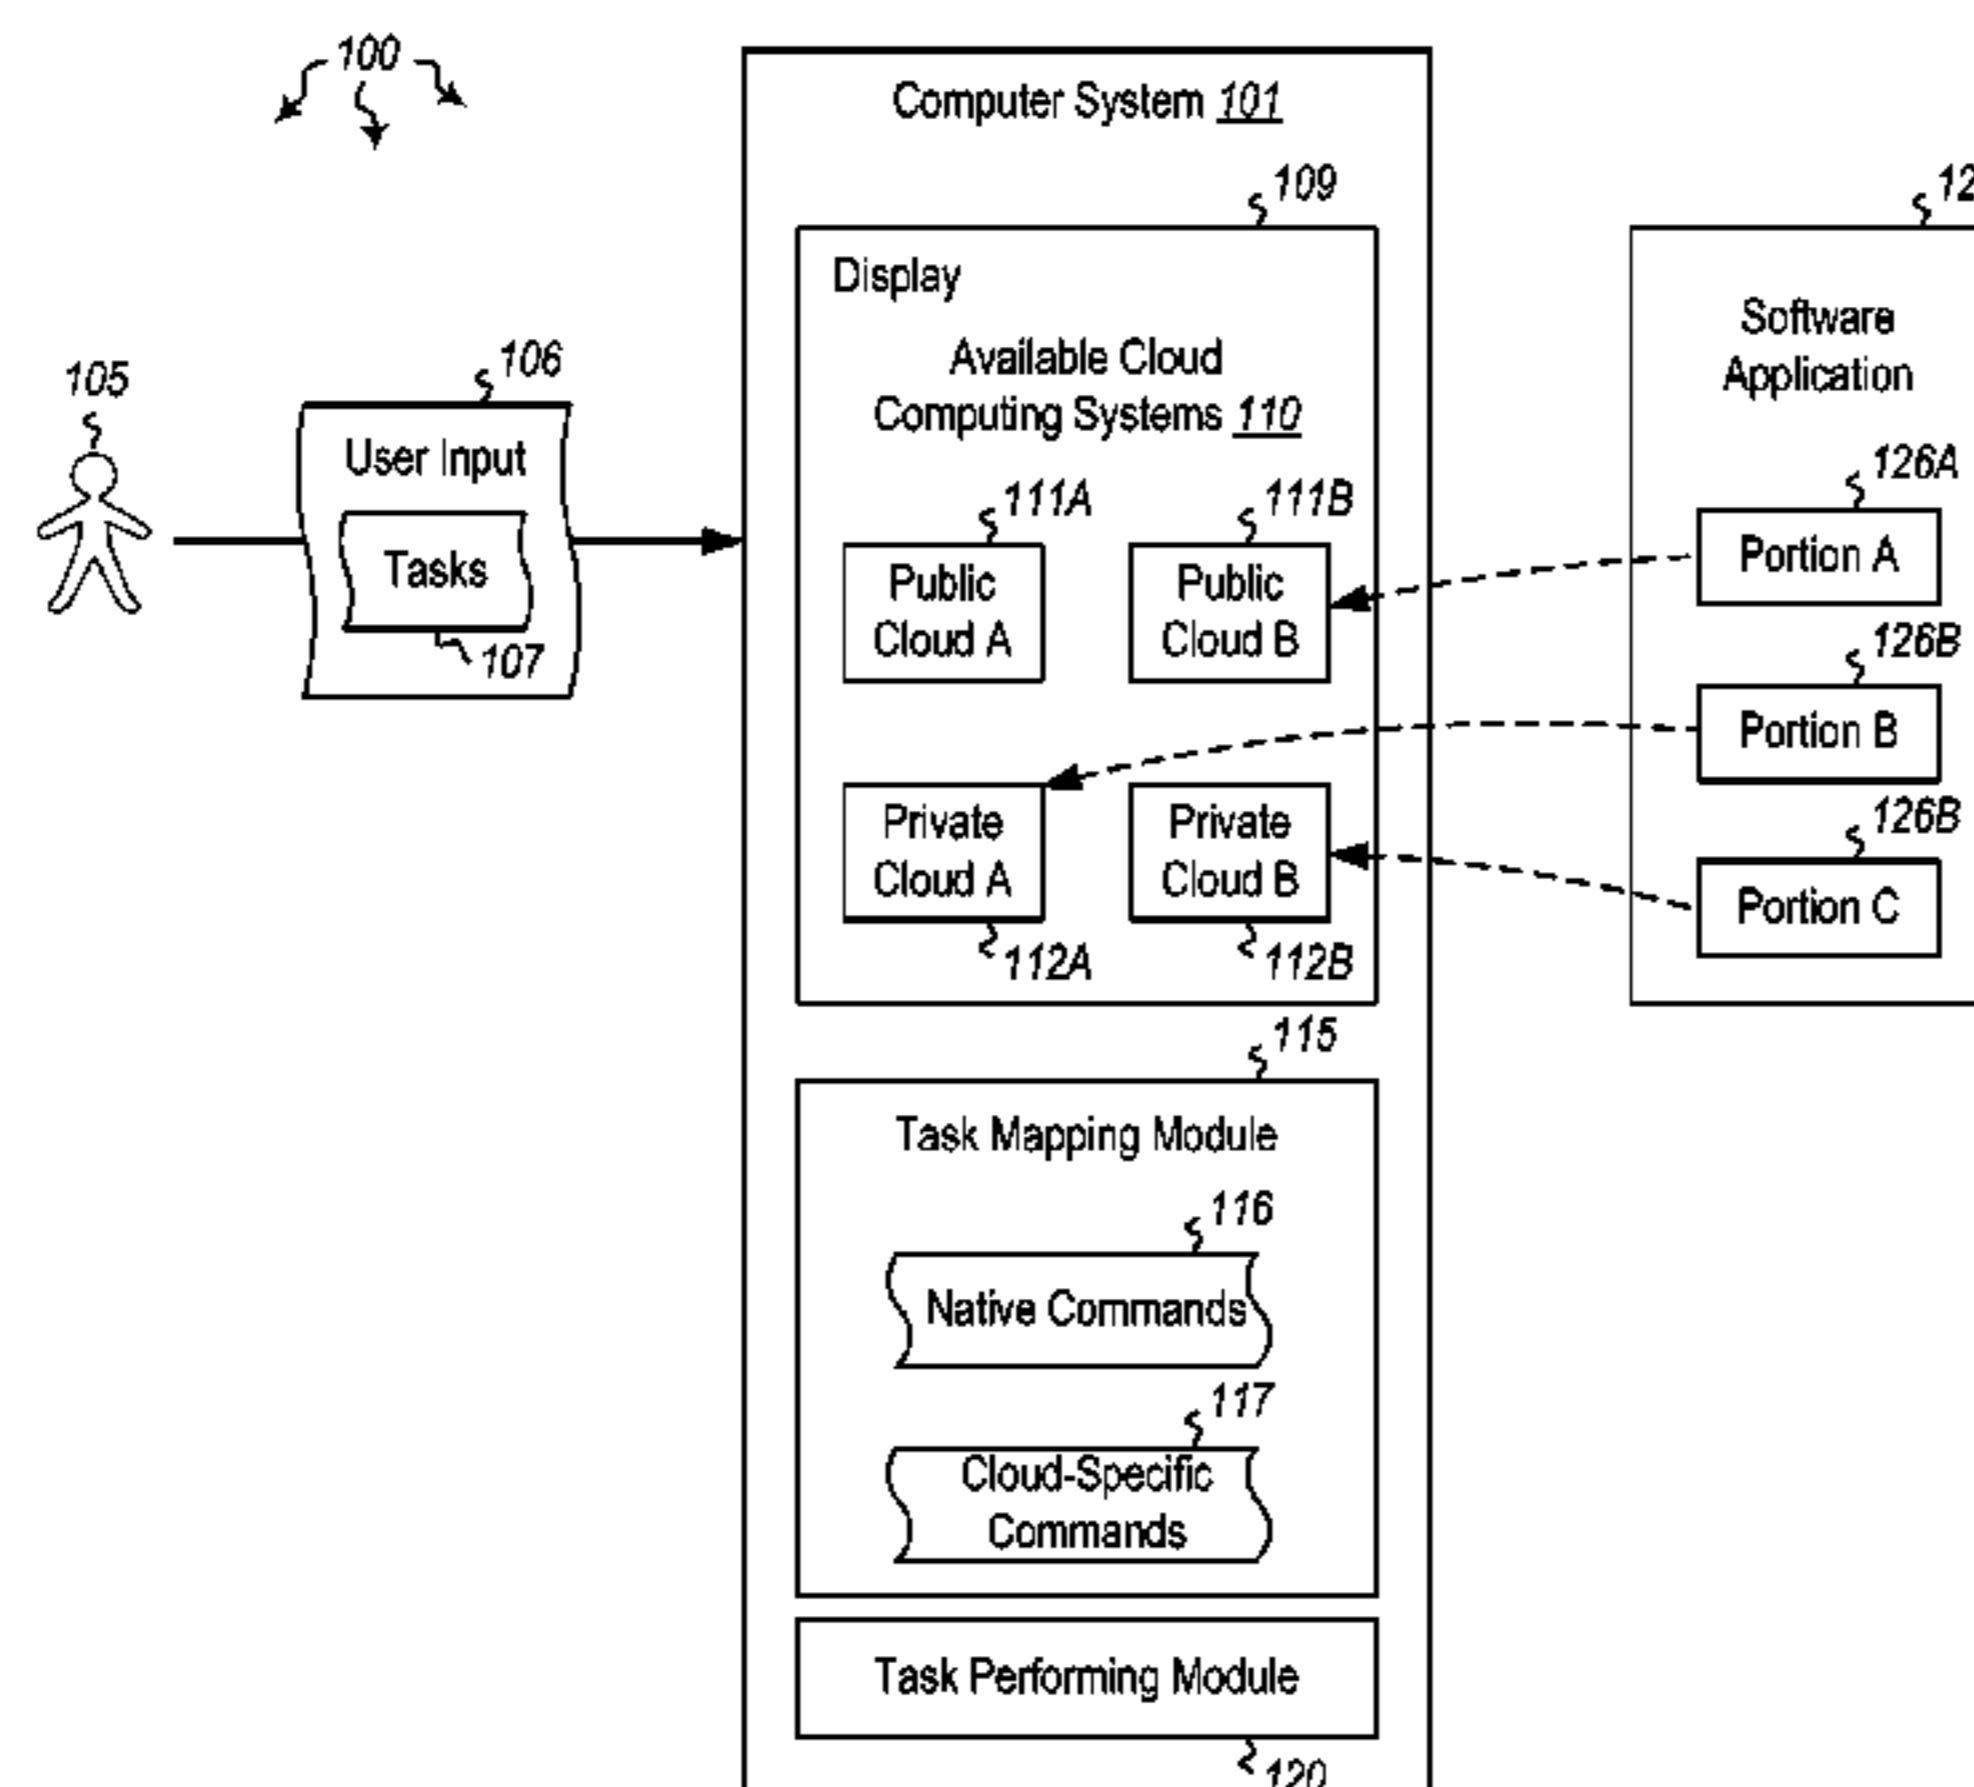 100
Computer System 101
109
Display
Available Cloud
Computing Systems 110
111A
111B
Public
Cloud A
Public
Cloud B
Private
Cloud A
Private
Cloud B
112A
112B
105
106
User Input
Tasks
107
Software
Application
126A
Portion A
126B
Portion B
126B
Portion C
115
Task Mapping Module
116
Native Commands
117
Cloud-Specific
Commands
Task Performing Module
120